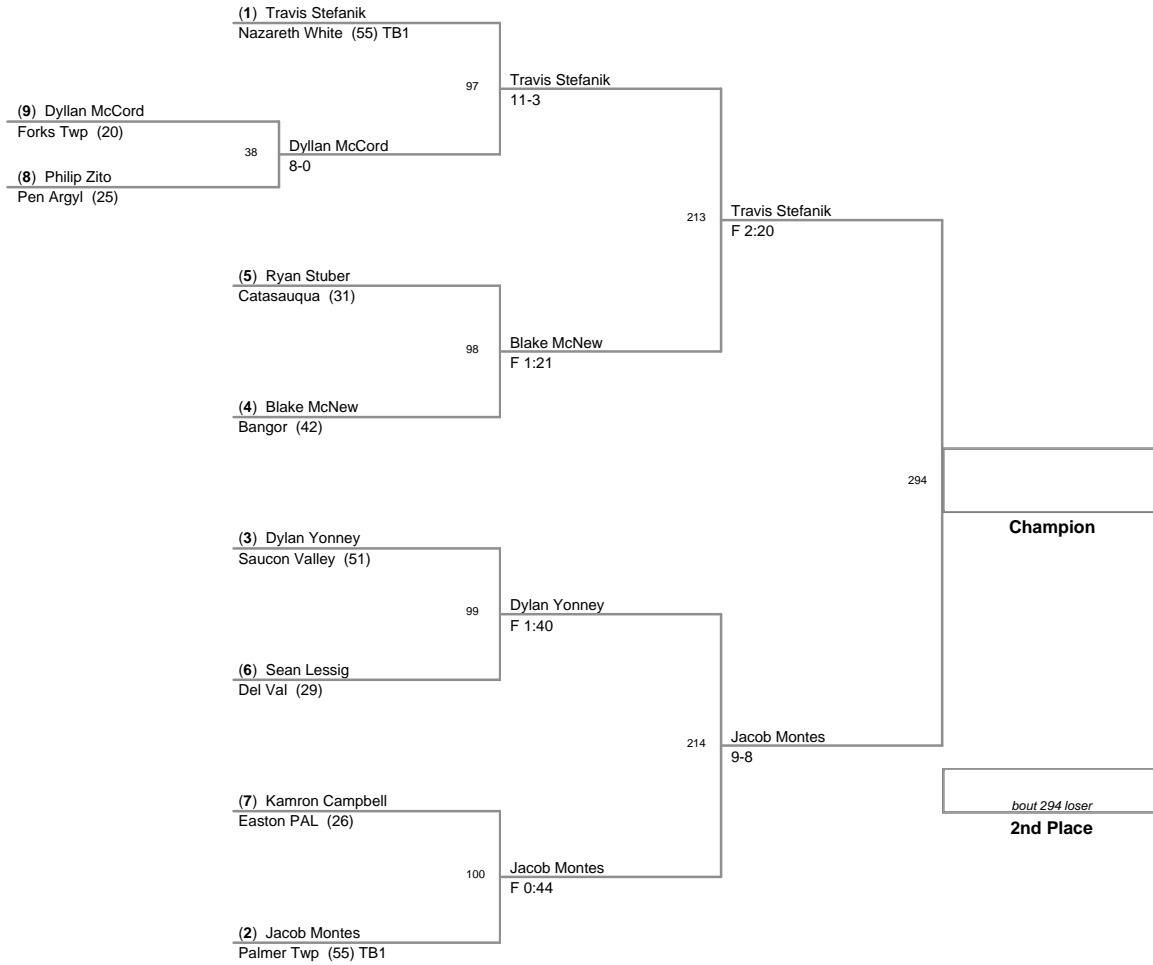 (1) Travis Stefanik
Nazareth White (55) TB1
97
Travis Stefanik
11-3
(9) Dyllan McCord
Forks Twp (20)
38
Dyllan McCord
8-0
(8) Philip Zito
Pen Argyl (25)
213
Travis Stefanik
F 2:20
(5) Ryan Stuber
Catasauqua (31)
98
Blake McNew
F 1:21
(4) Blake McNew
Bangor (42)
294
Champion
(3) Dylan Yonney
Saucon Valley (51)
99
Dylan Yonney
F 1:40
(6) Sean Lessig
Del Val (29)
214
Jacob Montes
9-8
(7) Kamron Campbell
Easton PAL (26)
bout 294 loser
2nd Place
100
Jacob Montes
F 0:44
(2) Jacob Montes
Palmer Twp (55) TB1